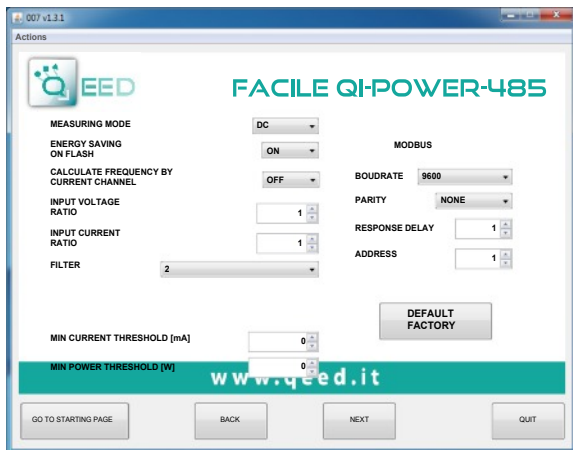 007 v1.3.1
Actions
QEED
FACILE QI-POWER-485
MEASURING MODE
DC
ENERGY SAVING
ON FLASH
ON
CALCULATE FREQUENCY BY
CURRENT CHANNEL
OFF
INPUT VOLTAGE
RATIO
1
INPUT CURRENT
RATIO
1
FILTER
2
MODBUS
BOUDRATE
9600
PARITY
NONE
RESPONSE DELAY
1
ADDRESS
1
DEFAULT
FACTORY
MIN CURRENT THRESHOLD [mA]
0
MIN POWER THRESHOLD [W]
0
www.qeed.it
GO TO STARTING PAGE
BACK
NEXT
QUIT